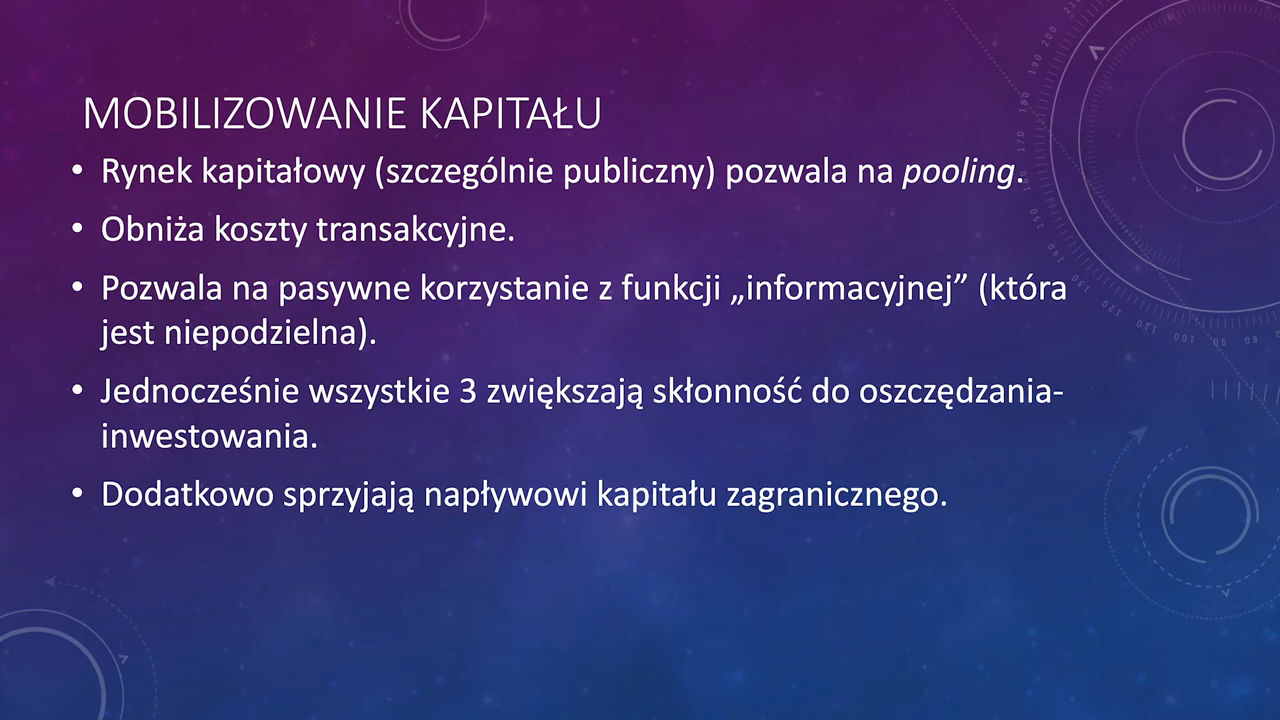 MOBILIZOWANIE KAPITAŁU
• Rynek kapitałowy (szczególnie publiczny) pozwala na pooling.
• Obniża koszty transakcyjne.
• Pozwala na pasywne korzystanie z funkcji „informacyjnej” (która
jest niepodzielna).
• Jednocześnie wszystkie 3 zwiększają skłonność do oszczędzania-
inwestowania.
• Dodatkowo sprzyjają napływowi kapitału zagranicznego.